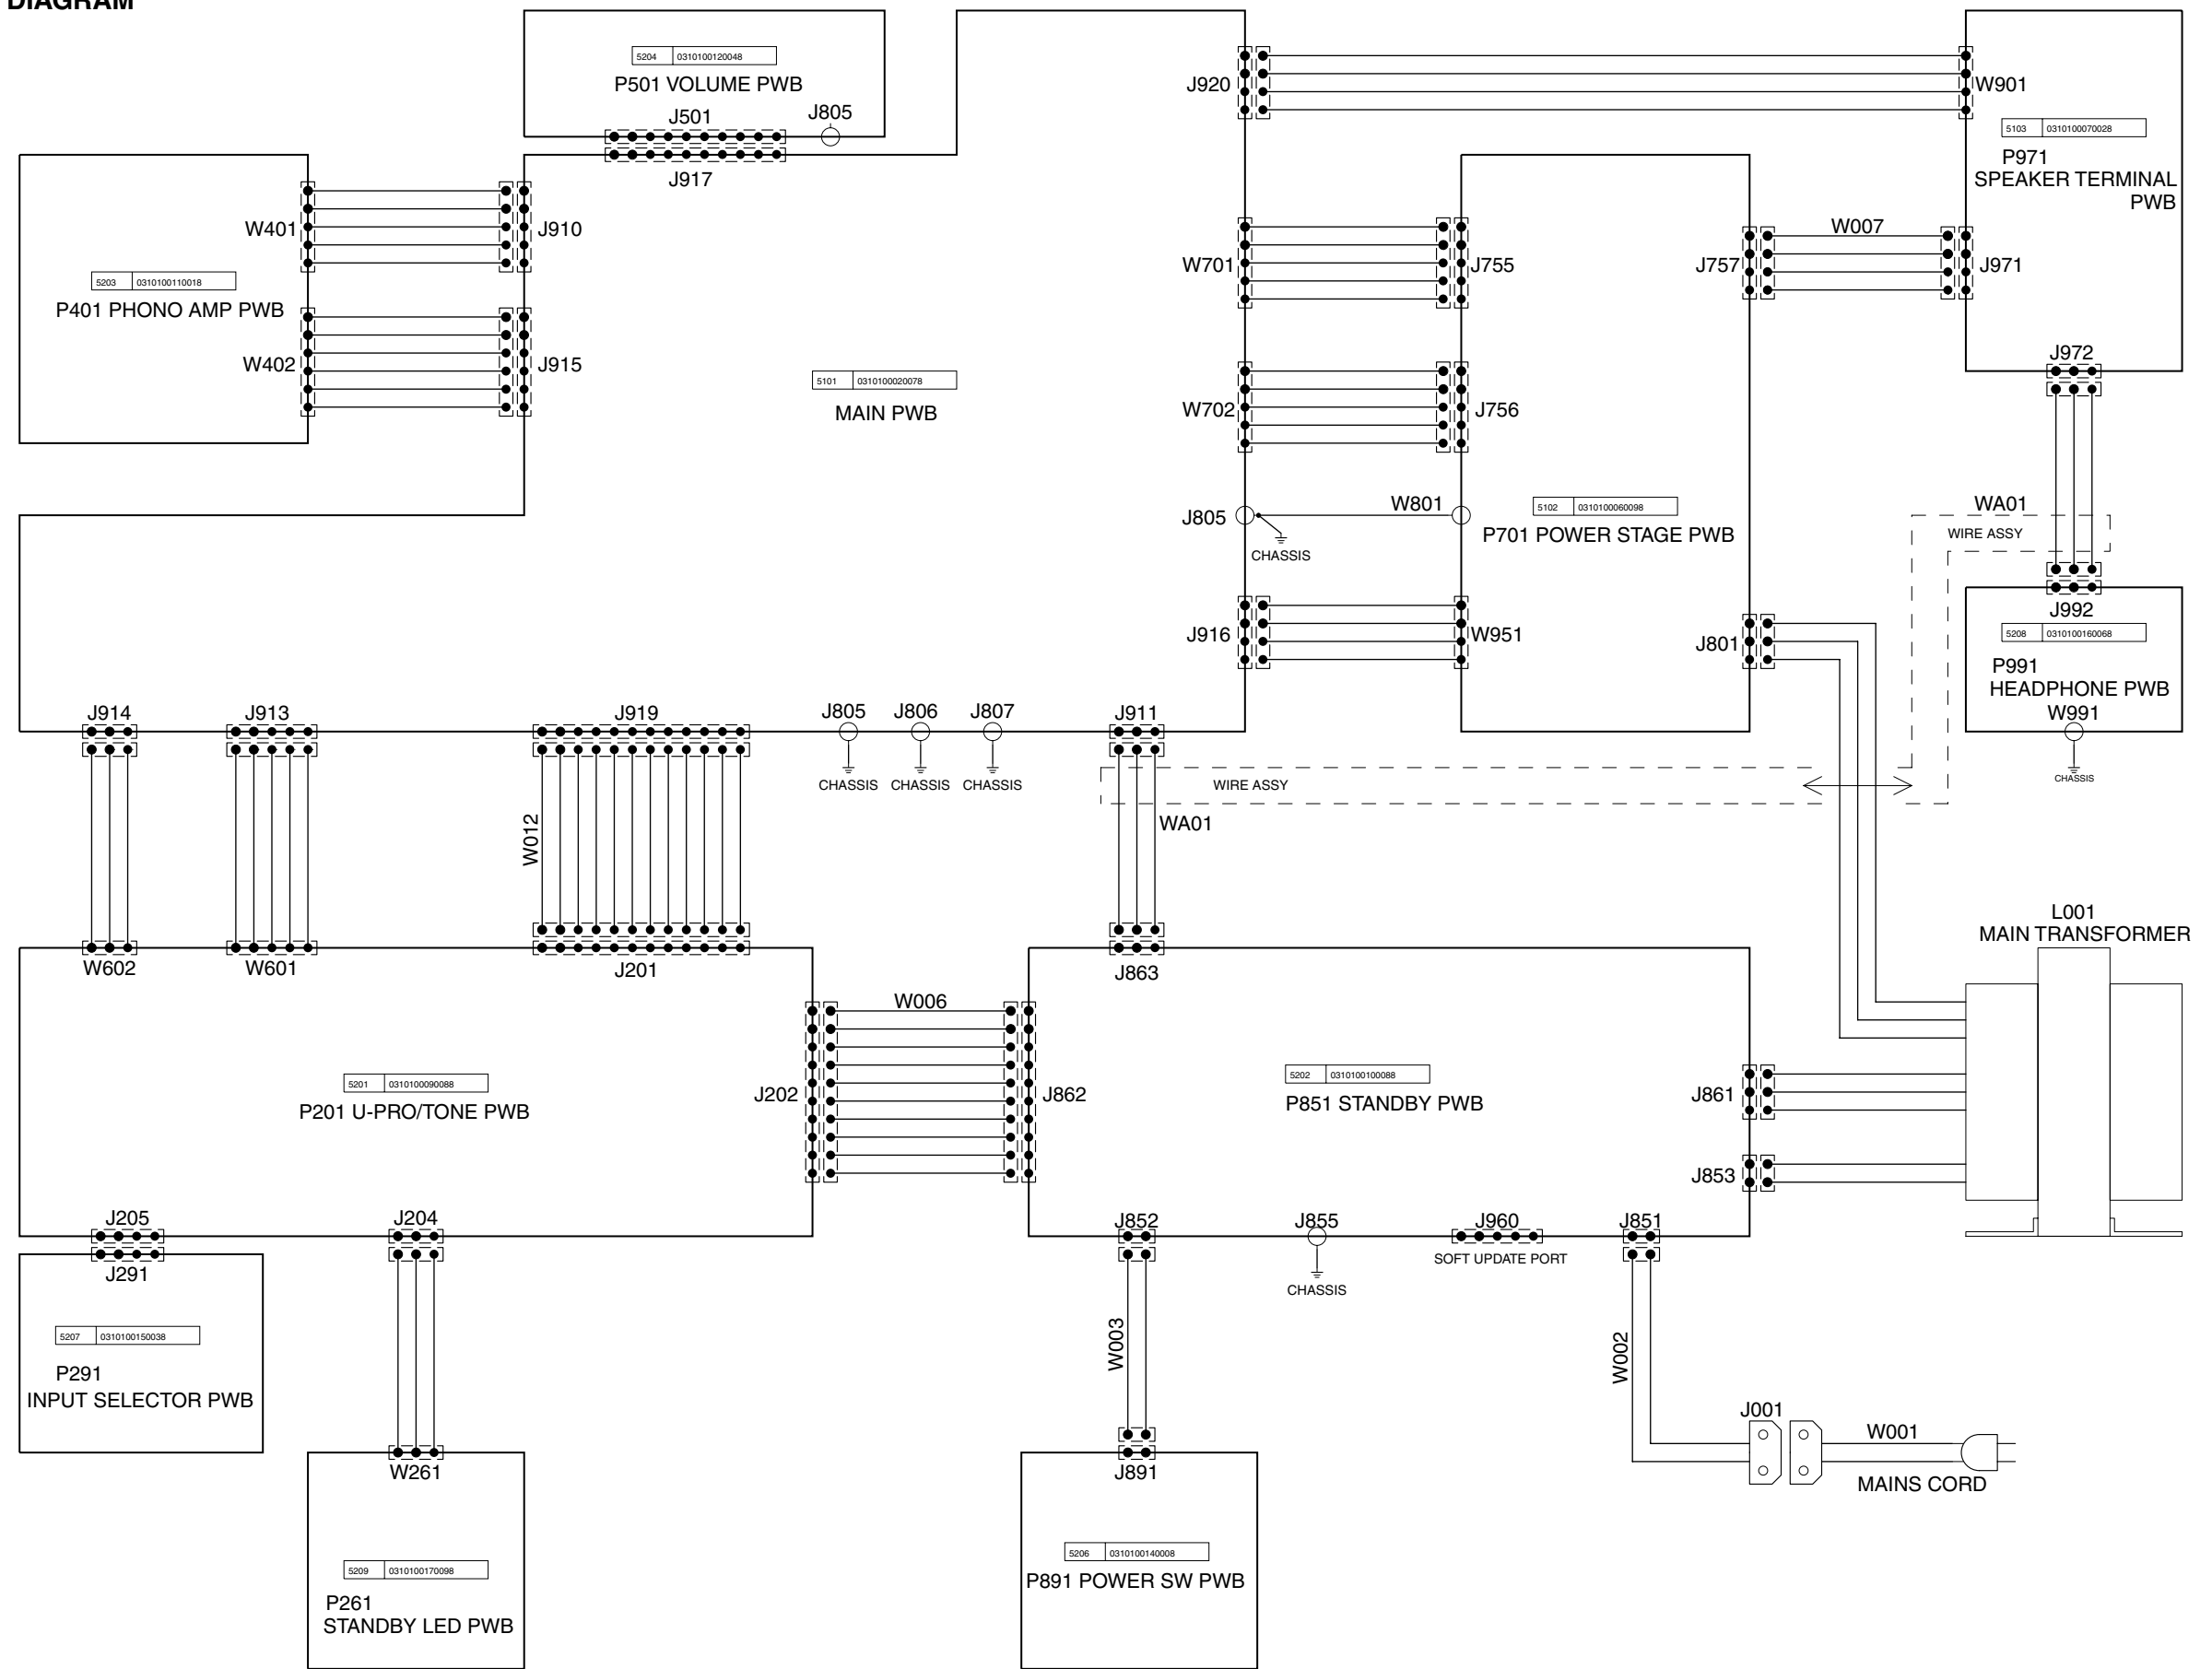 DIAGRAM
5204 0310100120048
P501 VOLUME PWB
J501
J805
J917
J920
W901
5103 0310100070028
P971
SPEAKER TERMINAL
PWB
W401
J910
5203 0310100110018
P401 PHONO AMP PWB
W402
J915
5101 0310100020078
MAIN PWB
W701
J755
J757
W007
J971
J972
W702
J756
J805
CHASSIS
W801
5102 0310100060098
P701 POWER STAGE PWB
WA01
WIRE ASSY
J916
W951
J801
J992
5208 0310100160068
P991
HEADPHONE PWB
W991
CHASSIS
J914
J913
J919
J805
J806
J807
J911
CHASSIS
CHASSIS
CHASSIS
WIRE ASSY
W012
WA01
L001
MAIN TRANSFORMER
W602
W601
J201
J863
W006
5201 0310100090088
P201 U-PRO/TONE PWB
J202
J862
5202 0310100100088
P851 STANDBY PWB
J861
J853
J205
J204
J852
J855
J960
J851
J291
CHASSIS
SOFT UPDATE PORT
5207 0310100150038
P291
INPUT SELECTOR PWB
W003
W002
J001
W001
MAINS CORD
W261
J891
5209 0310100170098
P261
STANDBY LED PWB
5206 0310100140008
P891 POWER SW PWB